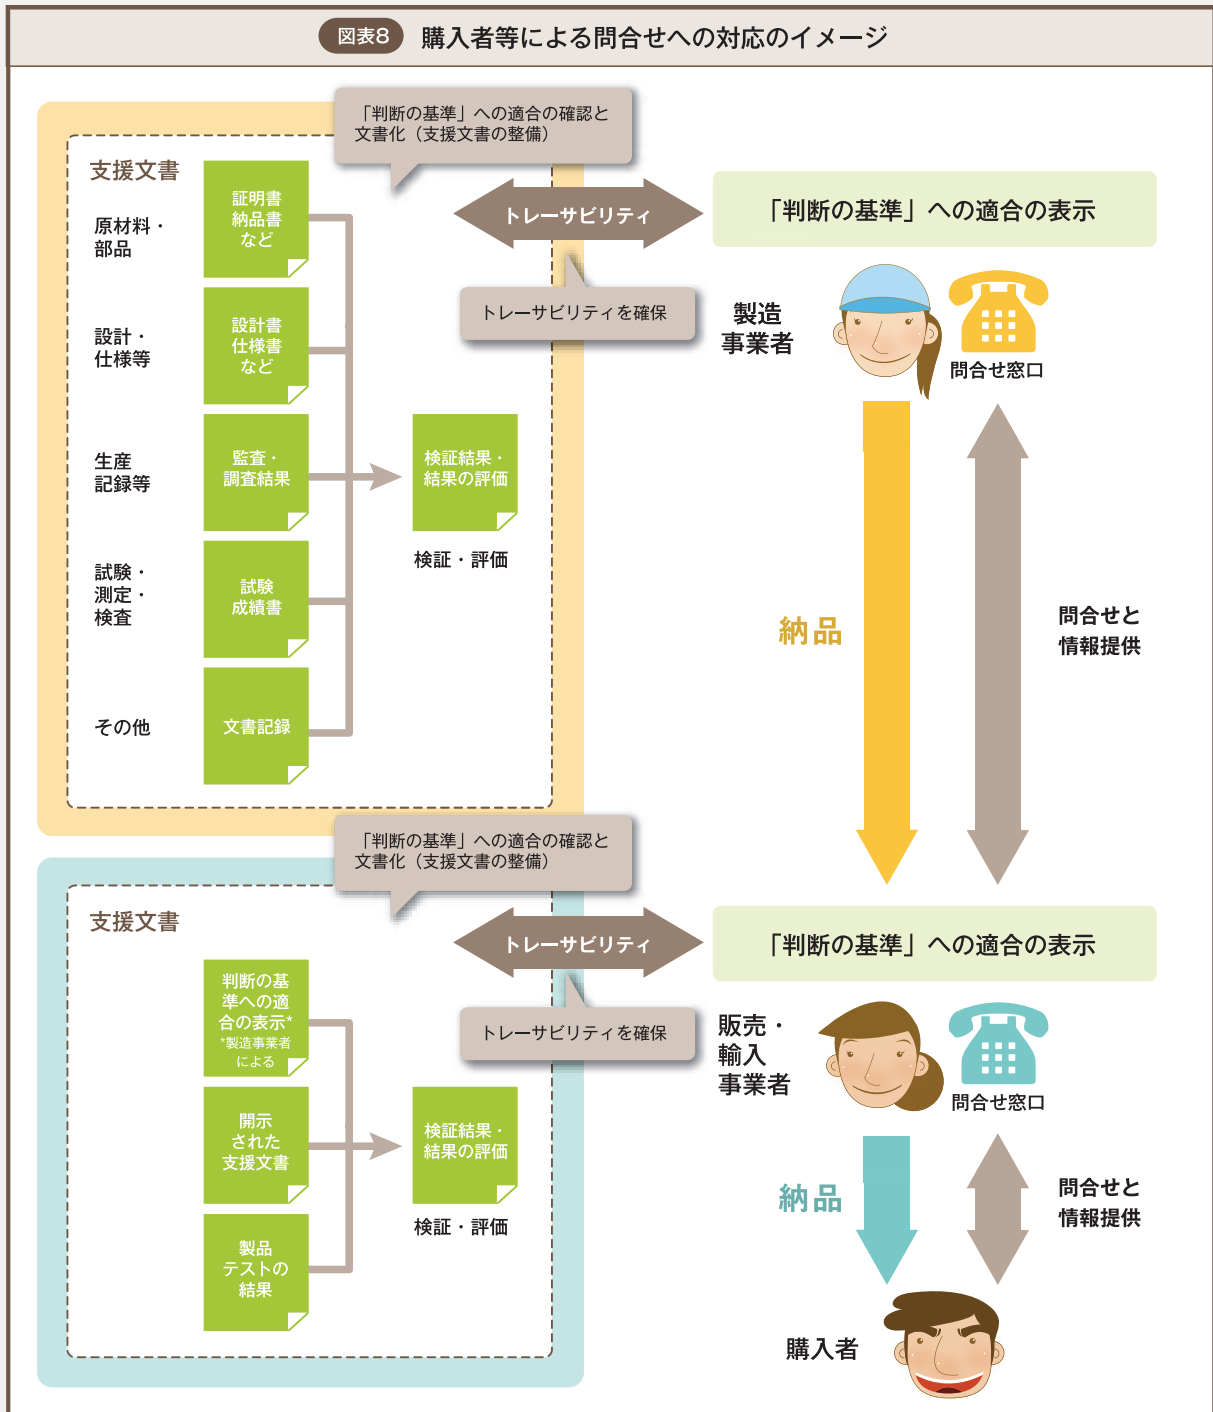 図表8 購入者等による問合せへの対応のイメージ
「判断の基準」への適合の確認と
文書化（支援文書の整備）
支援文書
原材料・
部品
証明書
納品書
など
設計・
仕様等
設計書
仕様書
など
生産
記録等
監査・
調査結果
試験・
測定・
検査
試験
成績書
その他
文書記録
検証結果・
結果の評価
検証・評価
トレーサビリティ
トレーサビリティを確保
「判断の基準」への適合の表示
製造
事業者
問合せ窓口
納品
問合せと
情報提供
「判断の基準」への適合の確認と
文書化（支援文書の整備）
支援文書
判断の基
準への適
合の表示*
*製造事業者
による
開示
された
支援文書
製品
テストの
結果
検証結果・
結果の評価
検証・評価
トレーサビリティ
トレーサビリティを確保
「判断の基準」への適合の表示
販売・
輸入
事業者
問合せ窓口
納品
問合せと
情報提供
購入者